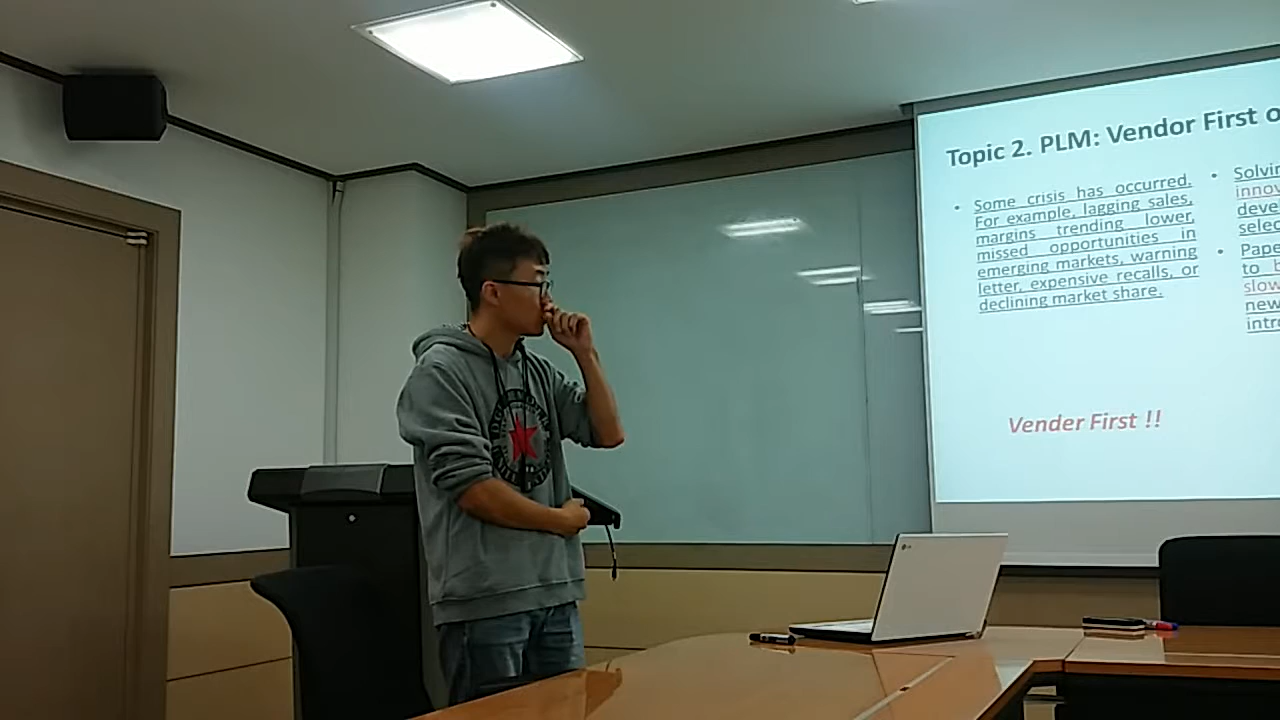 Topic 2. PLM: Vendor First o
• Some crisis has occurred.
For example, lagging sales,
margins trending lower,
missed opportunities in
emerging markets, warning
letter, expensive recalls, or
declining market share.
Vender First !!
• Solvin
innov
deve
selec
• Pape
to b
slow
new
intro